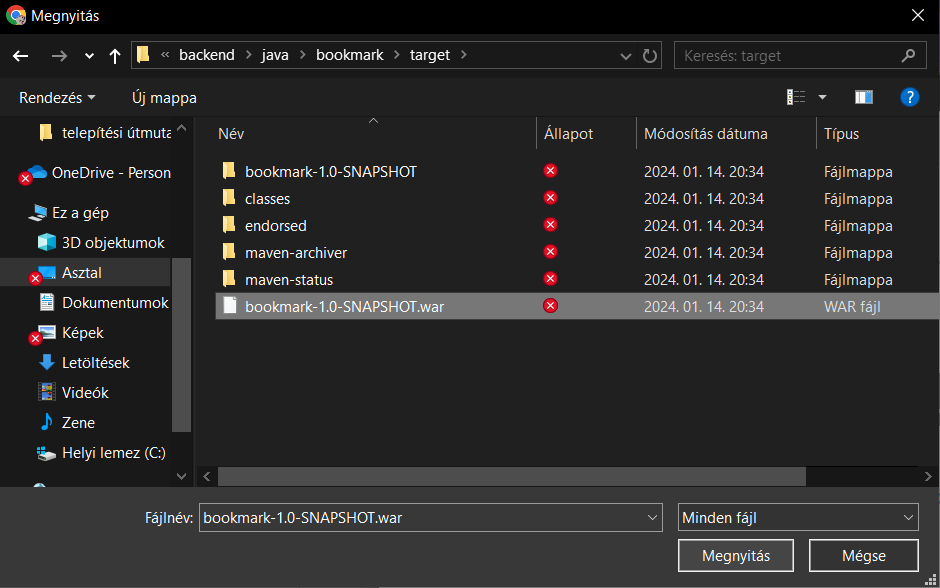 Megnyitás
« backend > java > bookmark > target >
Keresés: target
Rendezés
Új mappa
telepítési útmuta
OneDrive - Person
Ez a gép
3D objektumok
Asztal
Dokumentumok
Képek
Letöltések
Videók
Zene
Helyi lemez (C:)
Név Állapot Módosítás dátuma Típus
bookmark-1.0-SNAPSHOT 2024. 01. 14. 20:34 Fájlmappa
classes 2024. 01. 14. 20:34 Fájlmappa
endorsed 2024. 01. 14. 20:34 Fájlmappa
maven-archiver 2024. 01. 14. 20:34 Fájlmappa
maven-status 2024. 01. 14. 20:34 Fájlmappa
bookmark-1.0-SNAPSHOT.war 2024. 01. 14. 20:34 WAR fájl
Fájlnév: bookmark-1.0-SNAPSHOT.war Minden fájl
Megnyitás Mégse